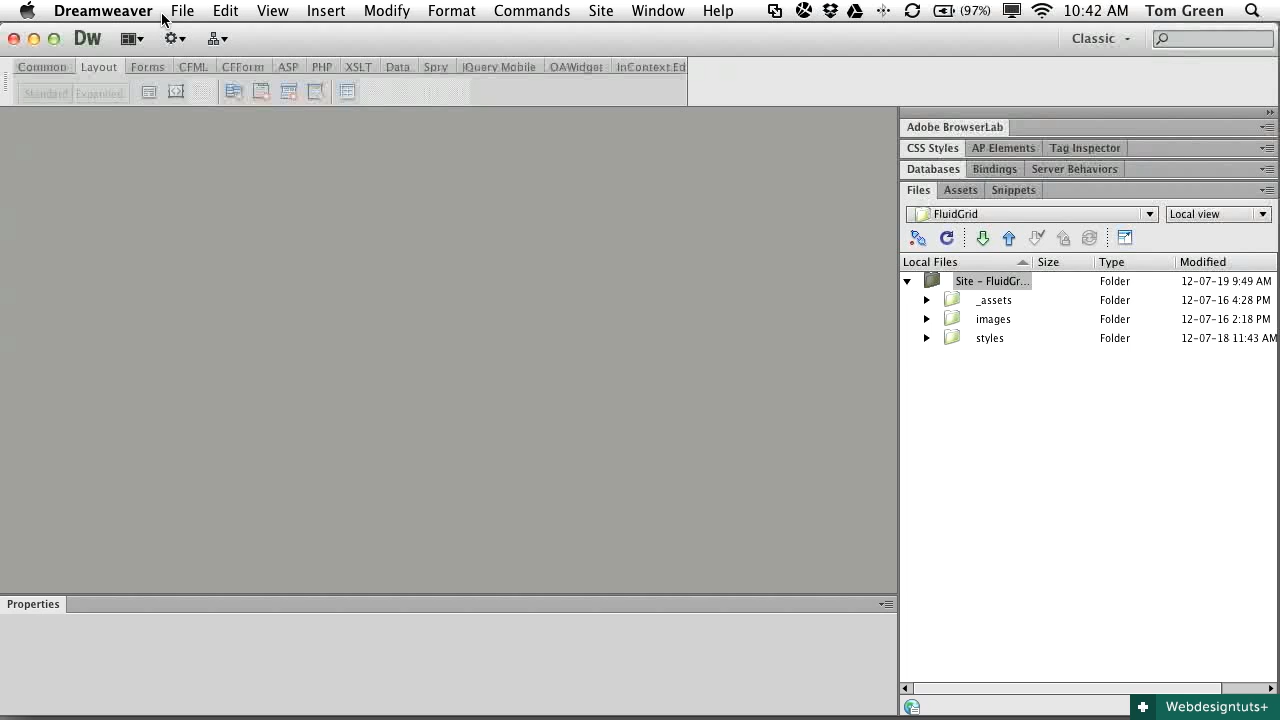 Dreamweaver File Edit View Insert Modify Format Commands Site Window Help (97%) 10:42 AM Tom Green
Dw Classic
Common Layout Forms CFML CFForm ASP PHP XSLT Data Spry jQuery Mobile OAWidget InContext Ed
Standard Expanded
Adobe BrowserLab
CSS Styles AP Elements Tag Inspector
Databases Bindings Server Behaviors
Files Assets Snippets
FluidGrid Local view
Local Files Size Type Modified
Site – FluidGr... Folder 12-07-19 9:49 AM
_assets Folder 12-07-16 4:28 PM
images Folder 12-07-16 2:18 PM
styles Folder 12-07-18 11:43 AM
Properties
Webdesigntuts+